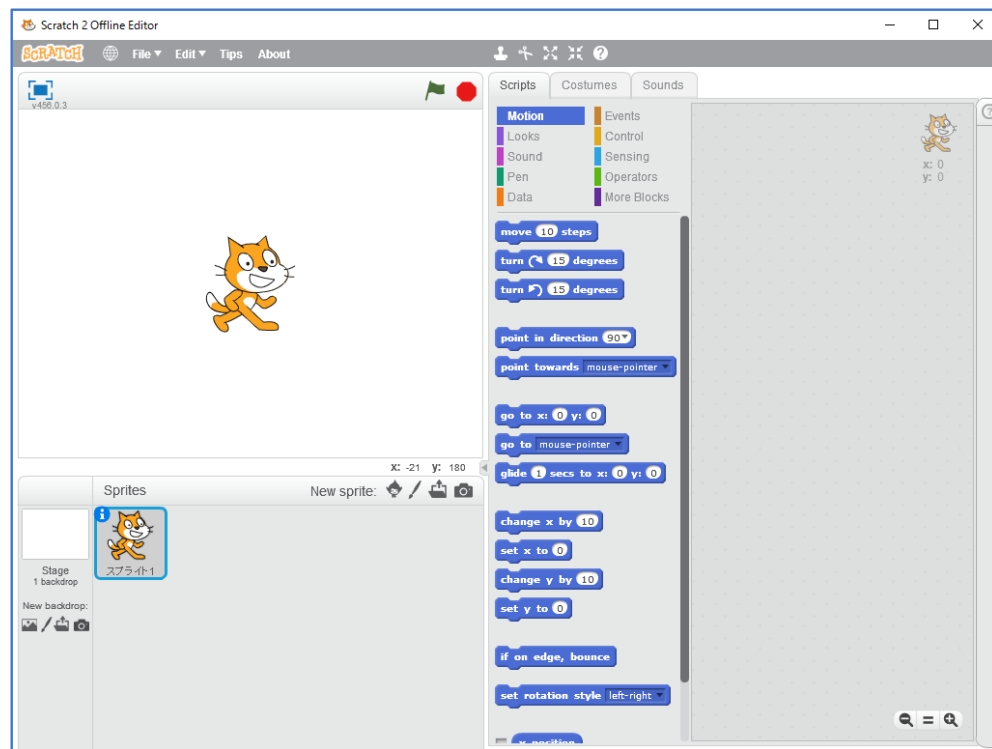 Scratch 2 Offline Editor
SCRATCH File Edit Tips About
v456.0.3
Scripts Costumes Sounds
Motion Events
Looks Control
Sound Sensing
Pen Operators
Data More Blocks
x: 0
y: 0
move 10 steps
turn 15 degrees
turn 15 degrees
point in direction 90
point towards mouse-pointer
go to x: 0 y: 0
go to mouse-pointer
glide 1 secs to x: 0 y: 0
change x by 10
set x to 0
change y by 10
set y to 0
if on edge, bounce
set rotation style left-right
x position
X: -21 Y: 180
Sprites New sprite:
スプライト1
Stage
1 backdrop
New backdrop: